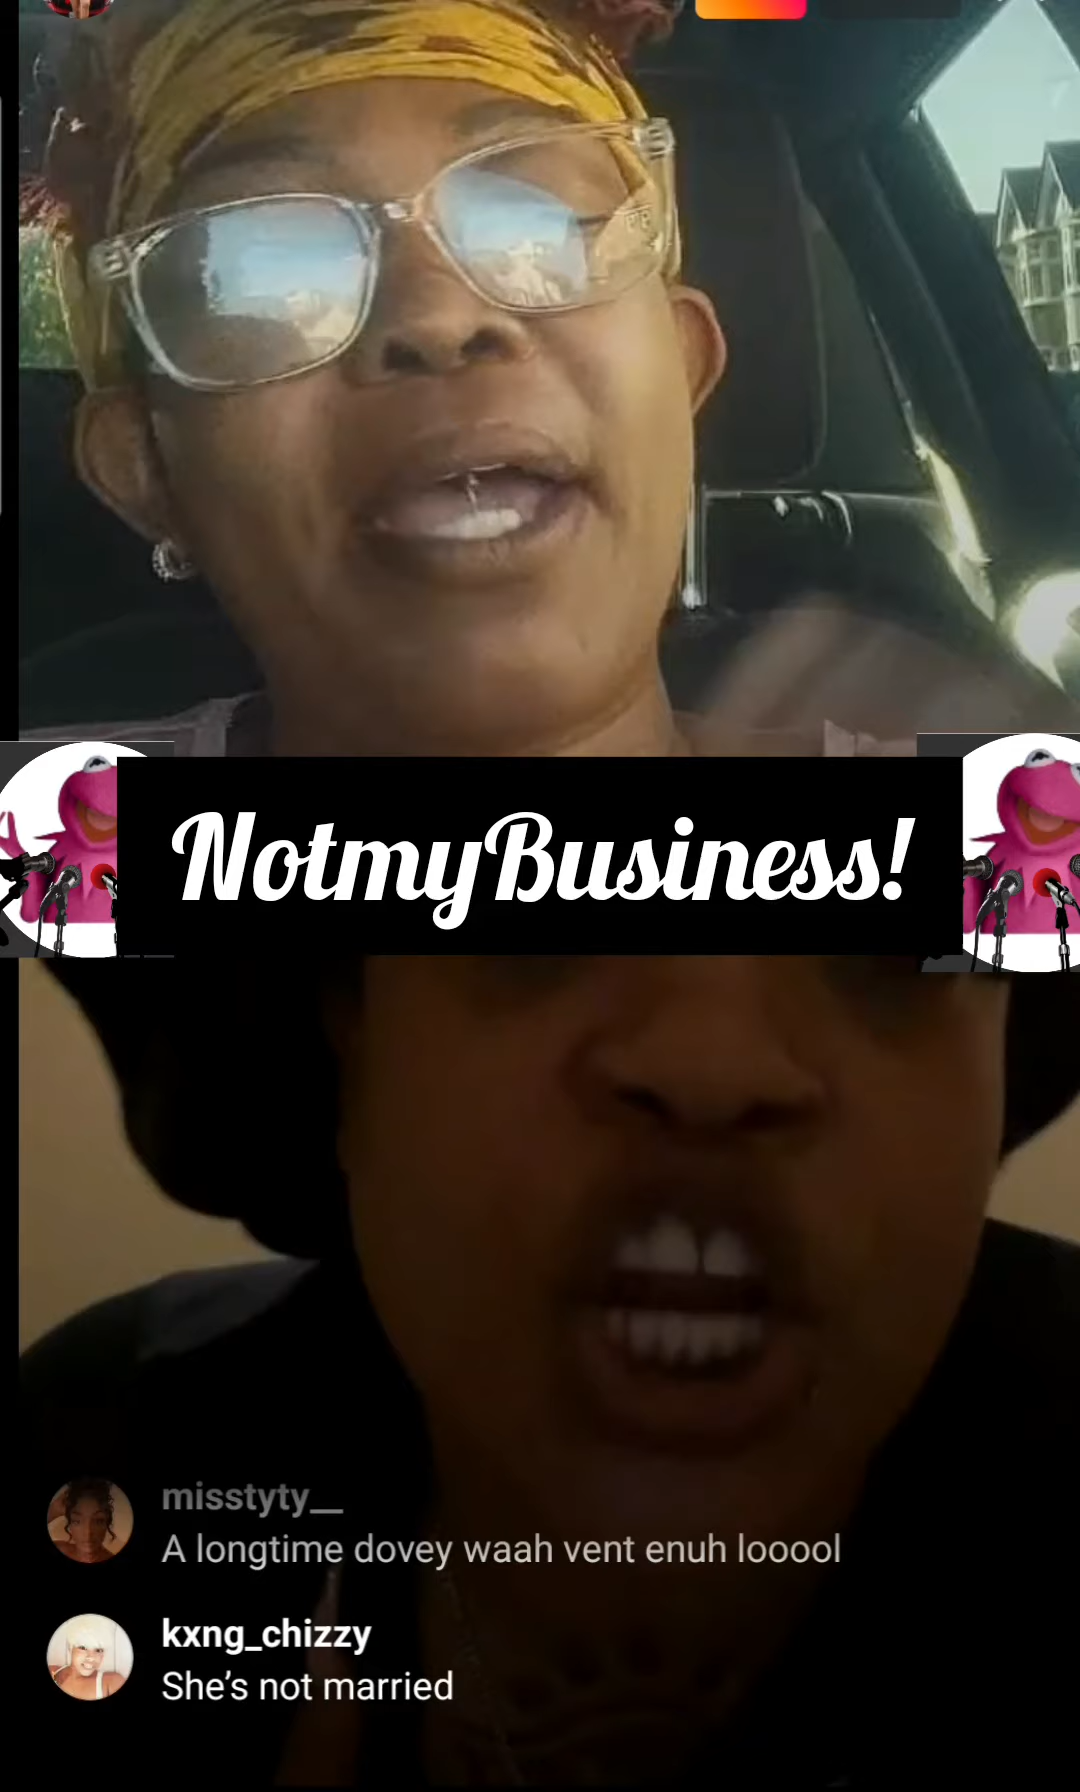 NotmyBusiness!
misstyty__
A longtime dovey waah vent enuh looool
kxng_chizzy
She’s not married